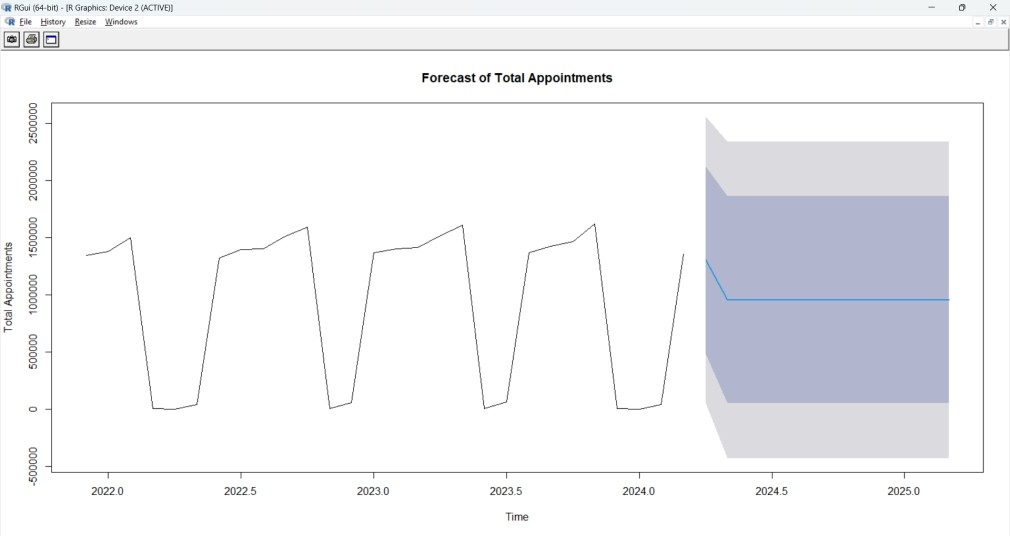 RGui (64-bit) - [R Graphics: Device 2 (ACTIVE)]
File History Resize Windows
Forecast of Total Appointments
Total Appointments
2500000
2000000
1500000
1000000
500000
0
-500000
2022.0 2022.5 2023.0 2023.5 2024.0 2024.5 2025.0
Time